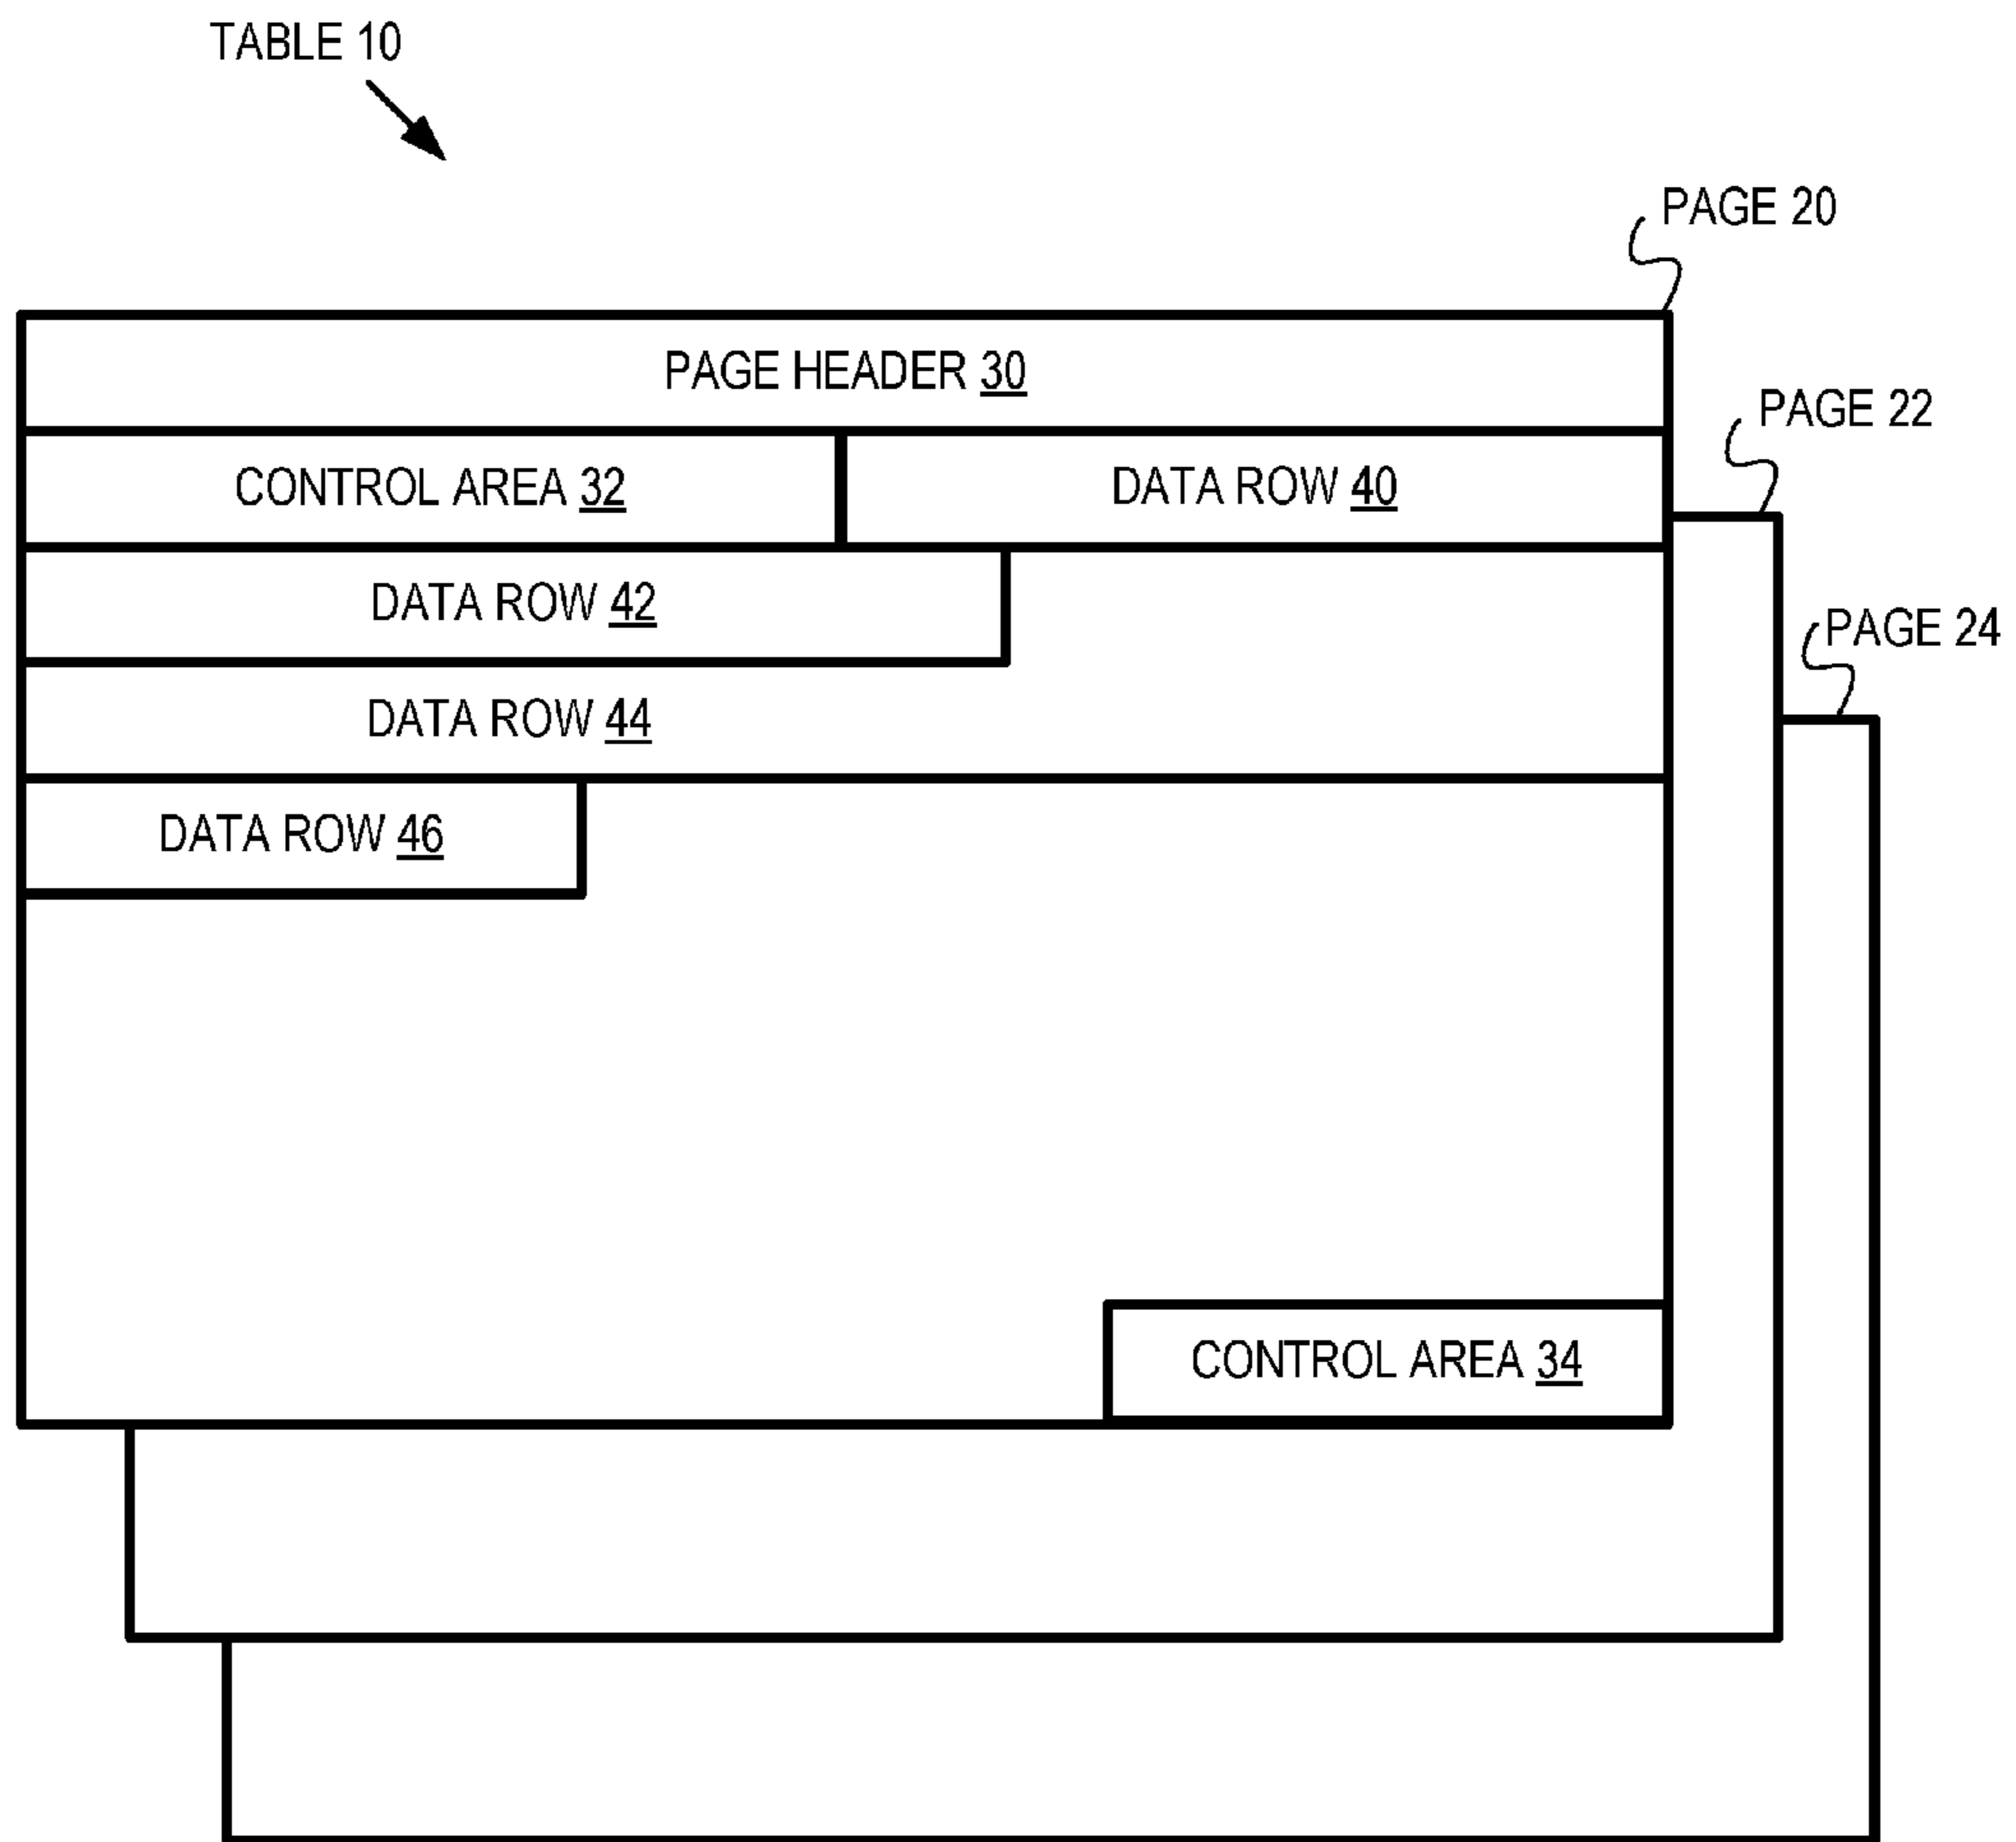 TABLE 10
PAGE 20
PAGE HEADER 30
PAGE 22
CONTROL AREA 32
DATA ROW 40
DATA ROW 42
PAGE 24
DATA ROW 44
DATA ROW 46
CONTROL AREA 34